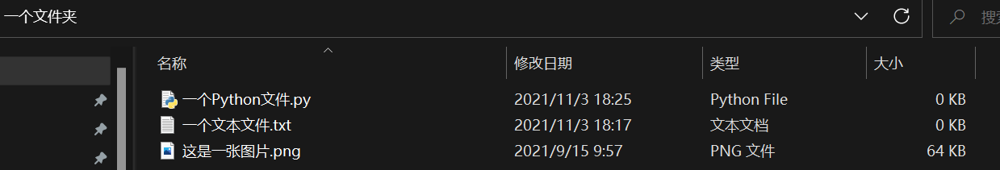 一个文件夹
搜索
名称 修改日期 类型 大小
一个Python文件.py 2021/11/3 18:25 Python File 0 KB
一个文本文件.txt 2021/11/3 18:17 文本文档 0 KB
这是一张图片.png 2021/9/15 9:57 PNG 文件 64 KB